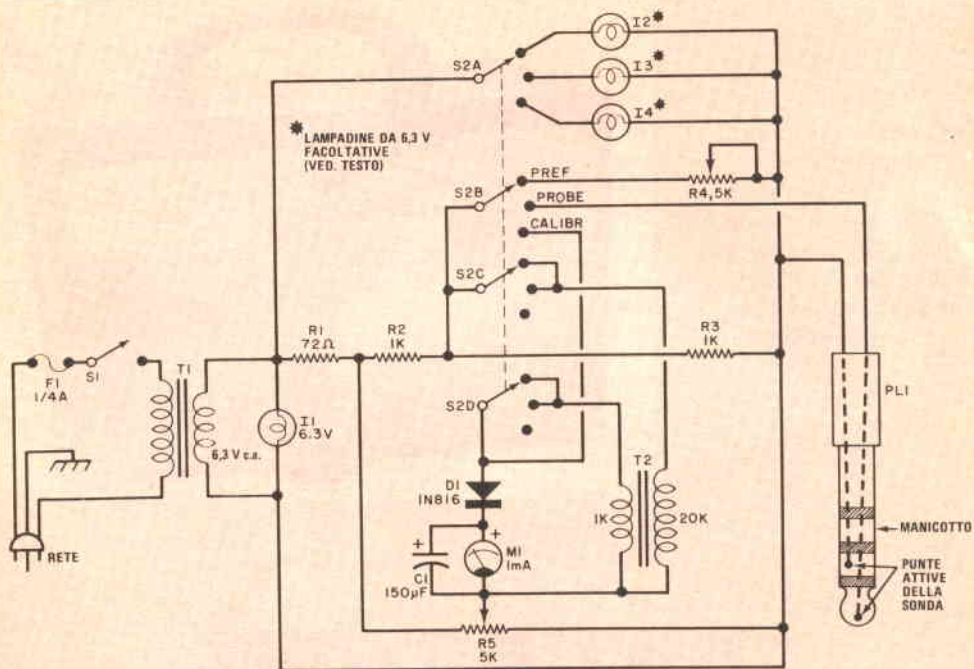 I2*
S2A
I3*
I4*
* LAMPADINE DA 6,3 V
FACOLTATIVE
(VED. TESTO)
PREF
S2B
R4,5K
PROBE
CALIBR
S2C
R1
72Ω
R2
1K
R3
1K
F1
1/4A
S1
T1
I1
6.3V
6,3 V c.a.
S2D
PL1
D1
1N816
T2
1K
20K
RETE
+
+
M1
1mA
C1
150µF
MANICOTTO
PUNTE
ATTIVE
DELLA
SONDA
R5
5K